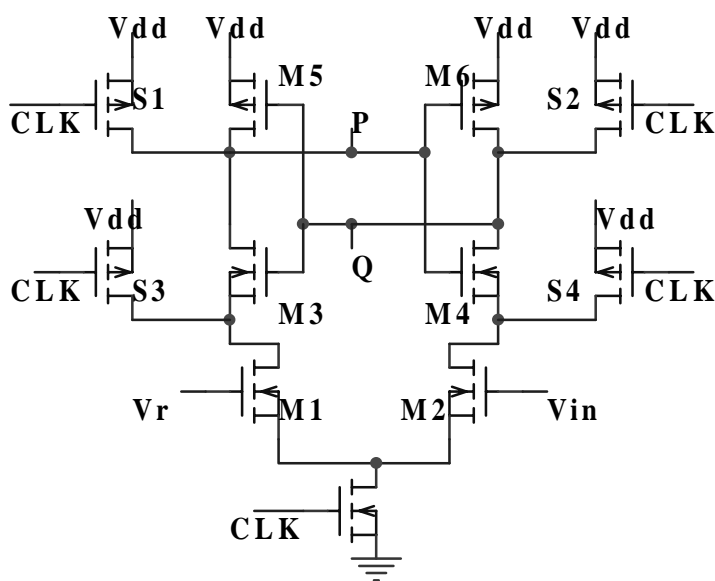 Vdd Vdd Vdd Vdd
M5 M6
S1 S2
CLK P CLK
Vdd Vdd
Q
CLK S3 S4 CLK
M3 M4
Vr M1 M2 Vin
CLK